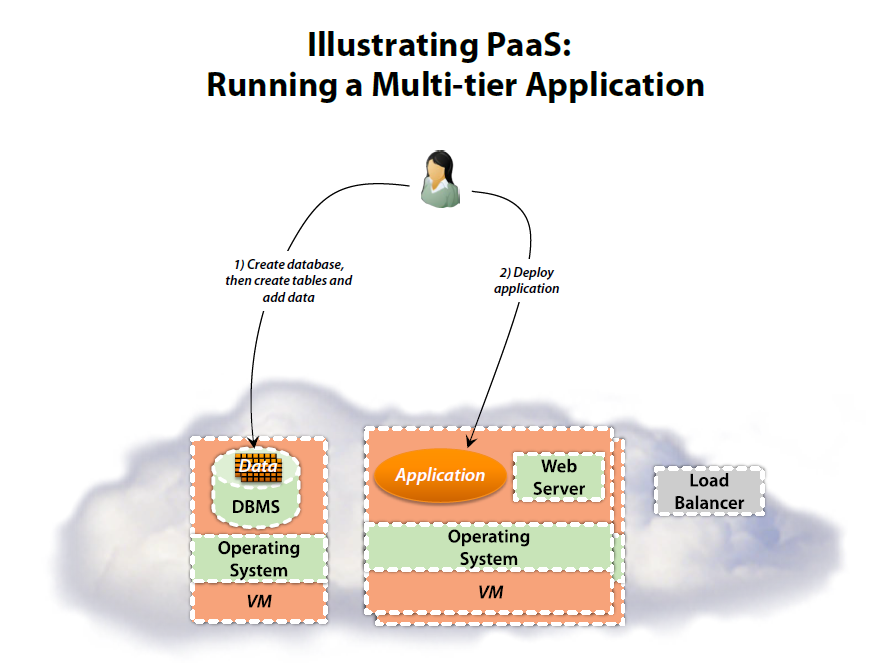 Illustrating PaaS:
Running a Multi-tier Application
1) Create database,
then create tables and
add data
2) Deploy
application
Data
DBMS
Operating
System
VM
Application
Web
Server
Operating
System
VM
Load
Balancer